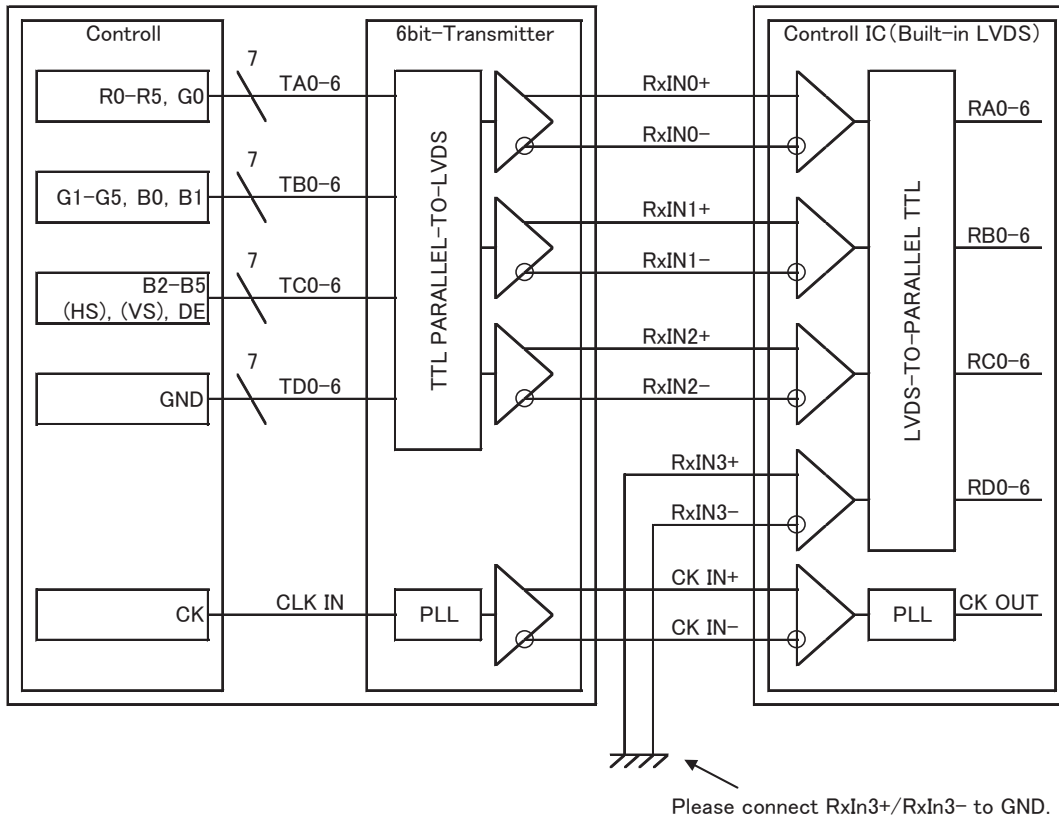 Controll
6bit-Transmitter
Controll IC(Built-in LVDS)
R0-R5, G0
7
TA0-6
RxIN0+
RxIN0-
RA0-6
G1-G5, B0, B1
7
TB0-6
RxIN1+
RxIN1-
RB0-6
B2-B5
(HS), (VS), DE
7
TC0-6
RxIN2+
RxIN2-
RC0-6
GND
7
TD0-6
RxIN3+
RxIN3-
RD0-6
TTL PARALLEL-TO-LVDS
LVDS-TO-PARALLEL TTL
CK
CLK IN
PLL
CK IN+
CK IN-
PLL
CK OUT
Please connect RxIn3+/RxIn3- to GND.